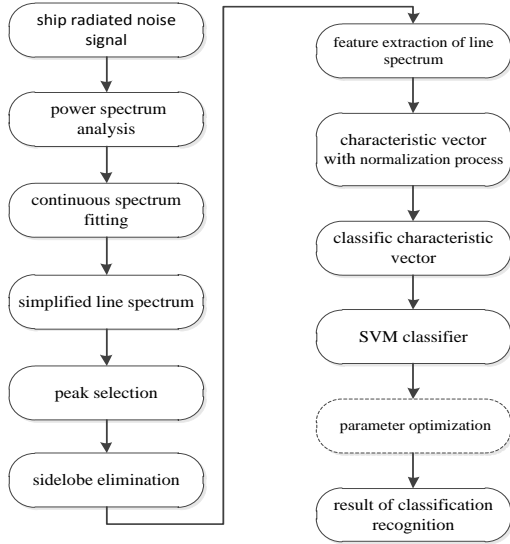 ship radiated noise
signal
power spectrum
analysis
continuous spectrum
fitting
simplified line spectrum
peak selection
sidelobe elimination
feature extraction of line
spectrum
characteristic vector
with normalization process
classific characteristic
vector
SVM classifier
parameter optimization
result of classification
recognition